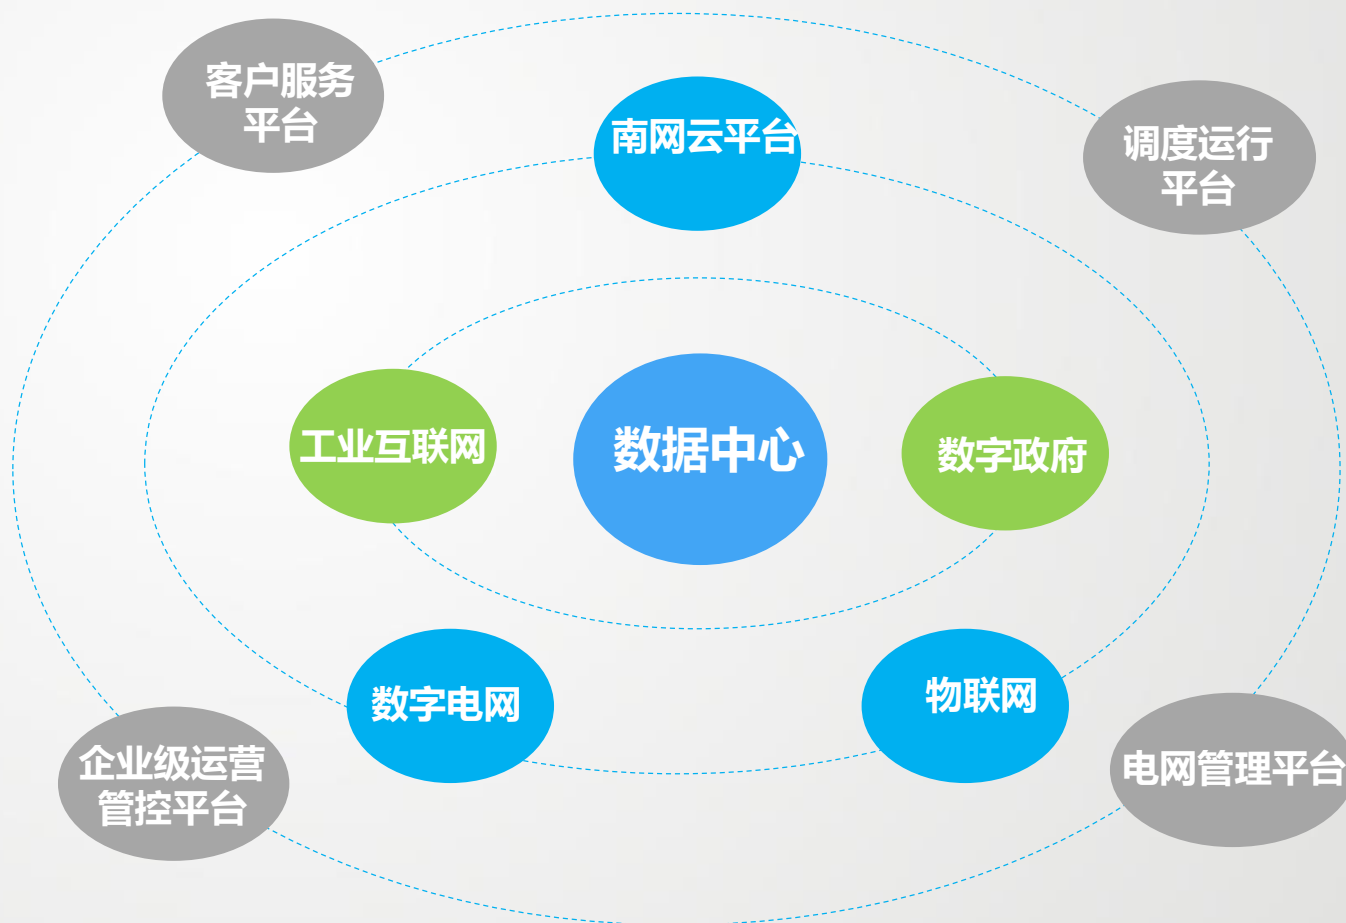 客户服务
平台
南网云平台
调度运行
平台
工业互联网
数据中心
数字政府
数字电网
物联网
企业级运营
管控平台
电网管理平台